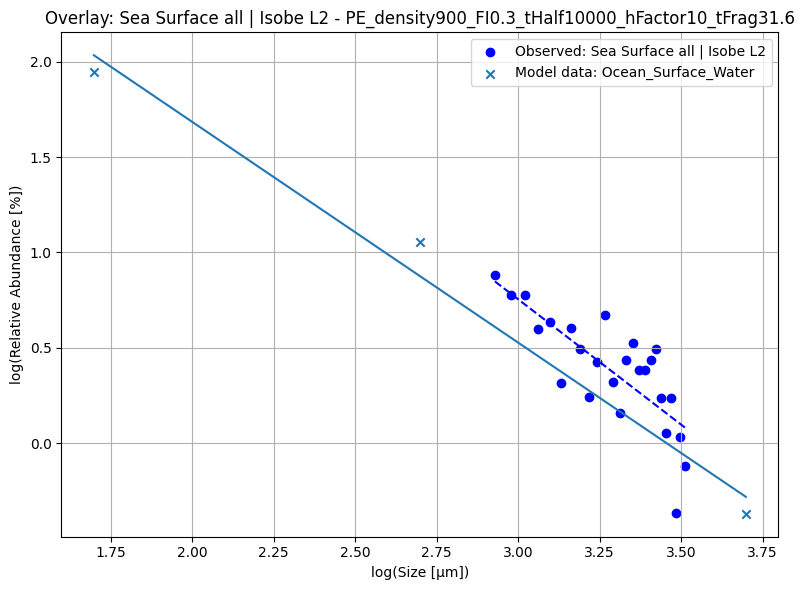 Overlay: Sea Surface all | Isobe L2 - PE_density900_FI0.3_tHalf10000_hFactor10_tFrag31.6
Observed: Sea Surface all | Isobe L2
Model data: Ocean_Surface_Water
log(Relative Abundance [%])
2.0
1.5
1.0
0.5
0.0
1.75 2.00 2.25 2.50 2.75 3.00 3.25 3.50 3.75
log(Size [µm])